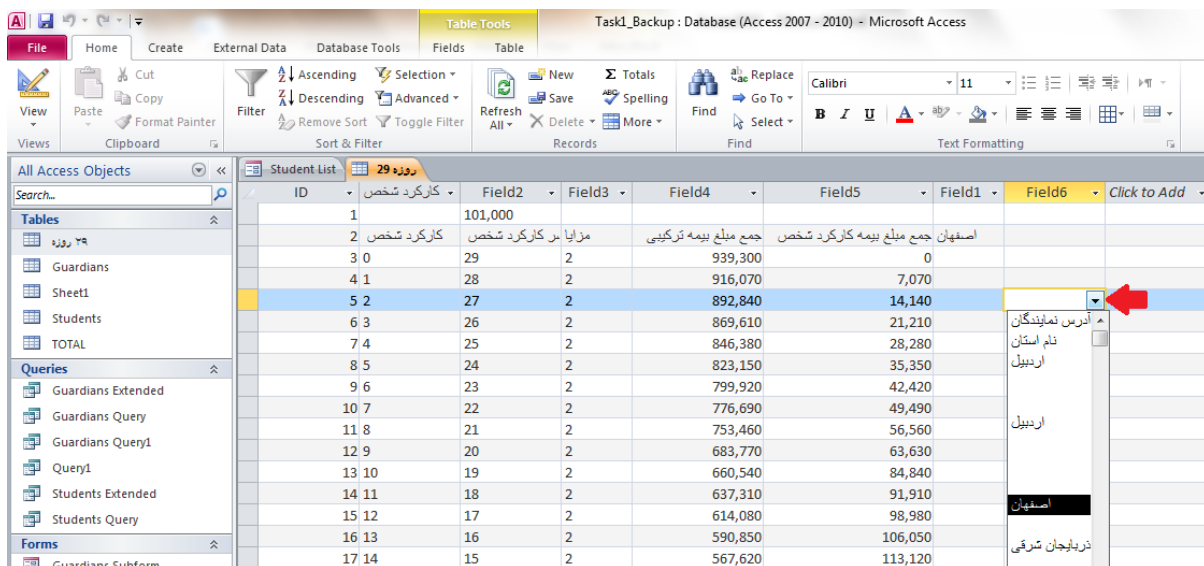 Table Tools
Task1_Backup : Database (Access 2007 - 2010) - Microsoft Access
File Home Create External Data Database Tools Fields Table
Cut Ascending Selection New Totals Replace Calibri 11
Copy Descending Advanced Save Spelling Go To
View Paste Format Painter Filter Remove Sort Toggle Filter Refresh All Delete More Find Select B I U A
Views Clipboard Sort & Filter Records Find Text Formatting
All Access Objects Student List روزه 29
Search... ID کارکرد شخص Field2 Field3 Field4 Field5 Field1 Field6 Click to Add
Tables 1 101,000
۲۹ روزه 2 کارکرد شخص کارکرد شخص مزایا جمع مبلغ بیمه ترکیبی جمع مبلغ بیمه کارکرد شخص اصفهان
Guardians 3 0 29 2 939,300 0
4 1 28 2 916,070 7,070
Sheet1 5 2 27 2 892,840 14,140
Students 6 3 26 2 869,610 21,210 آدرس نمایندگان
TOTAL 7 4 25 2 846,380 28,280 نام استان
Queries 8 5 24 2 823,150 35,350 اردبیل
Guardians Extended 9 6 23 2 799,920 42,420
Guardians Query 10 7 22 2 776,690 49,490
Guardians Query1 11 8 21 2 753,460 56,560 اردبیل
12 9 20 2 683,770 63,630
Query1 13 10 19 2 660,540 84,840
Students Extended 14 11 18 2 637,310 91,910 اصفهان
Students Query 15 12 17 2 614,080 98,980
Forms 16 13 16 2 590,850 106,050 ذربایجان شرقی
Guardians Subform 17 14 15 2 567,620 113,120